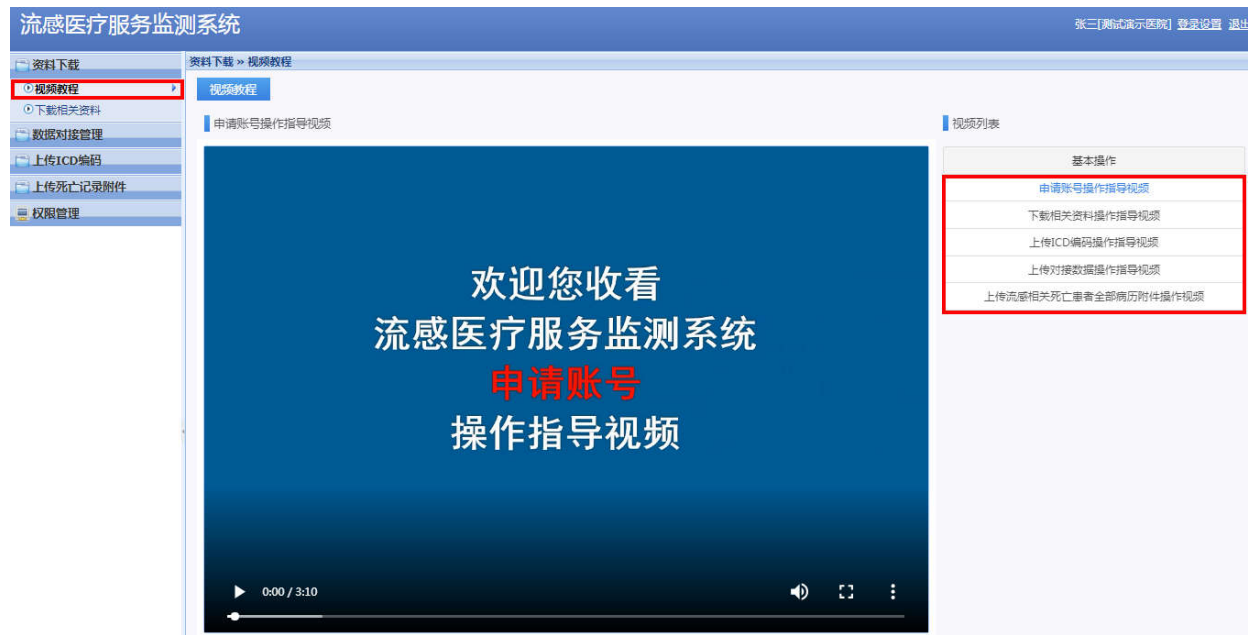 流感医疗服务监测系统
张三[测试演示医院] 登录设置 退出
资料下载
视频教程
下载相关资料
数据对接管理
上传ICD编码
上传死亡记录附件
权限管理
资料下载 » 视频教程
视频教程
申请账号操作指导视频
欢迎您收看
流感医疗服务监测系统
申请账号
操作指导视频
0:00 / 3:10
视频列表
基本操作
申请账号操作指导视频
下载相关资料操作指导视频
上传ICD编码操作指导视频
上传对接数据操作指导视频
上传流感相关死亡患者全部病历附件操作视频